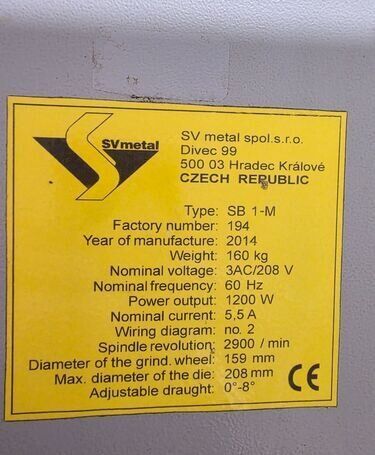 SVmetal
SV metal spol.s.r.o.
Divec 99
500 03 Hradec Králové
CZECH REPUBLIC
Type: SB 1-M
Factory number: 194
Year of manufacture: 2014
Weight: 160 kg
Nominal voltage: 3AC/208 V
Nominal frequency: 60 Hz
Power output: 1200 W
Nominal current: 5,5 A
Wiring diagram: no. 2
Spindle revolution: 2900 / min
Diameter of the grind. wheel: 159 mm
Max. diameter of the die: 208 mm
Adjustable draught: 0°-8°
CE